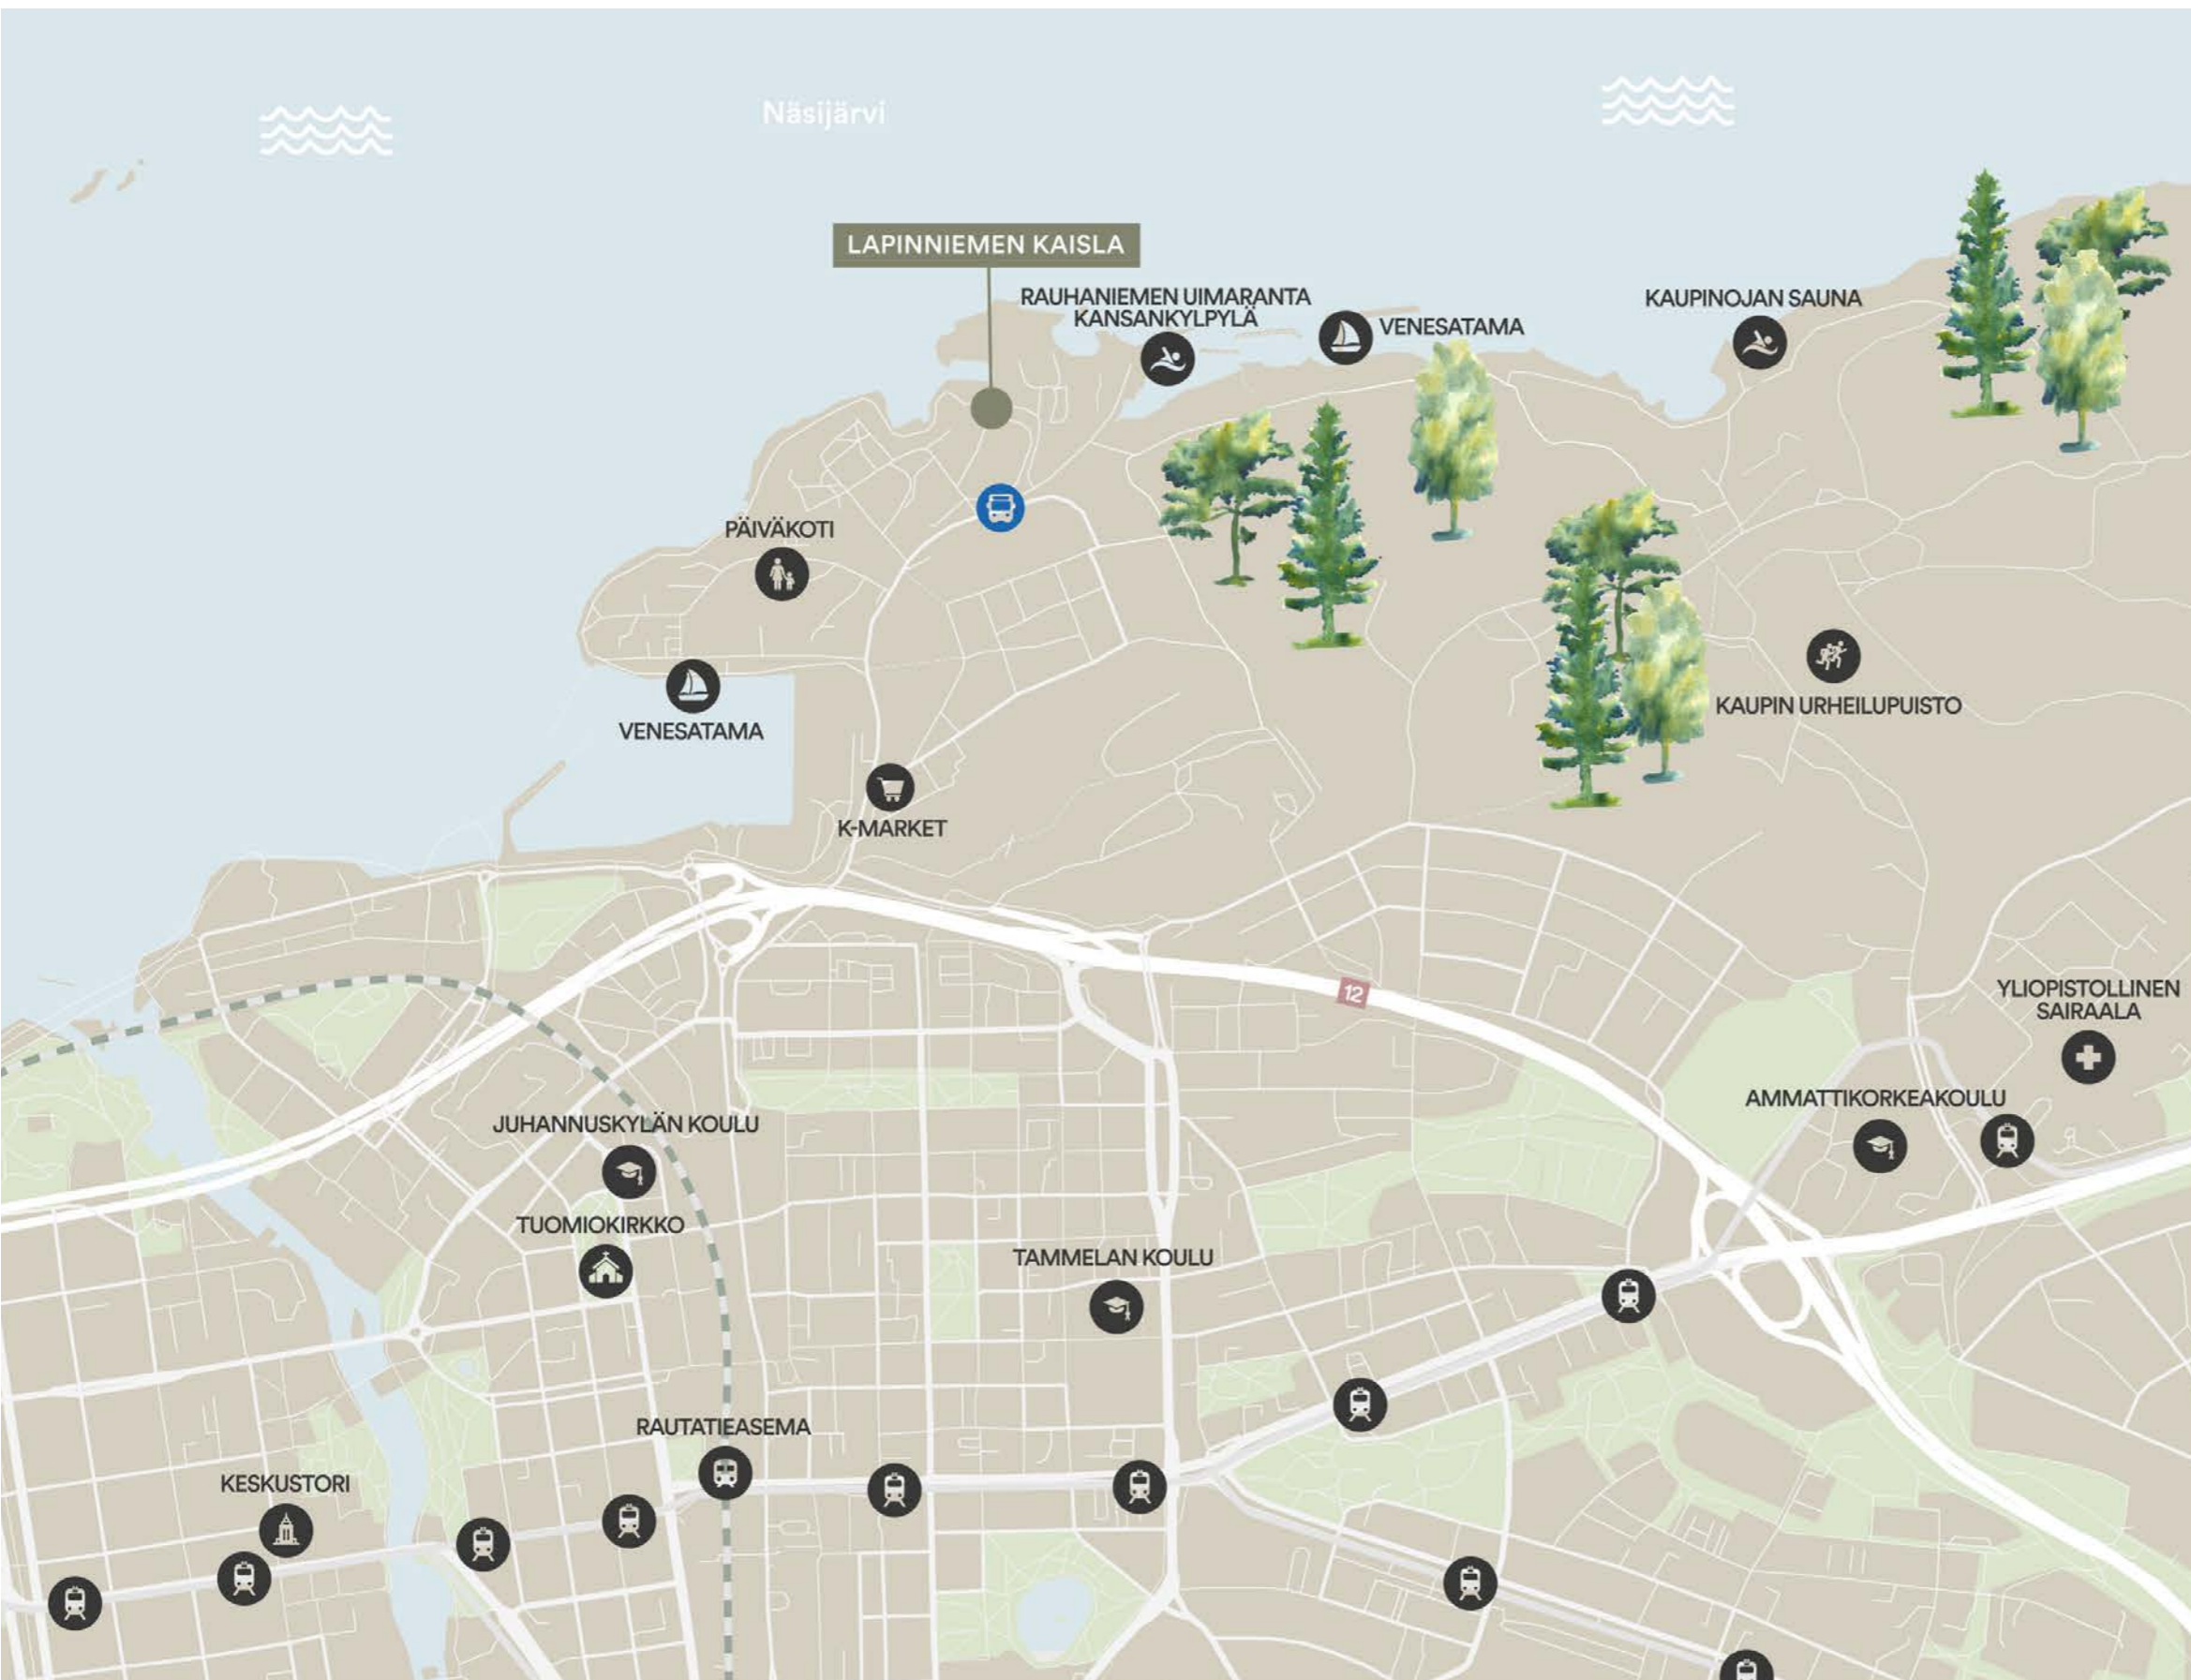 Näsijärvi
LAPINNIEMEN KAISLA
RAUHANIEMEN UIMARANTA
KANSANKYLPYLÄ
VENESATAMA
KAUPINOJAN SAUNA
PÄIVÄKOTI
VENESATAMA
KAUPIN URHEILUPUISTO
K-MARKET
12
YLIOPISTOLLINEN
SAIRAALA
AMMATTIKORKEAKOULU
JUHANNUSKYLÄN KOULU
TUOMIOKIRKKO
TAMMELAN KOULU
RAUTATIEASEMA
KESKUSTORI